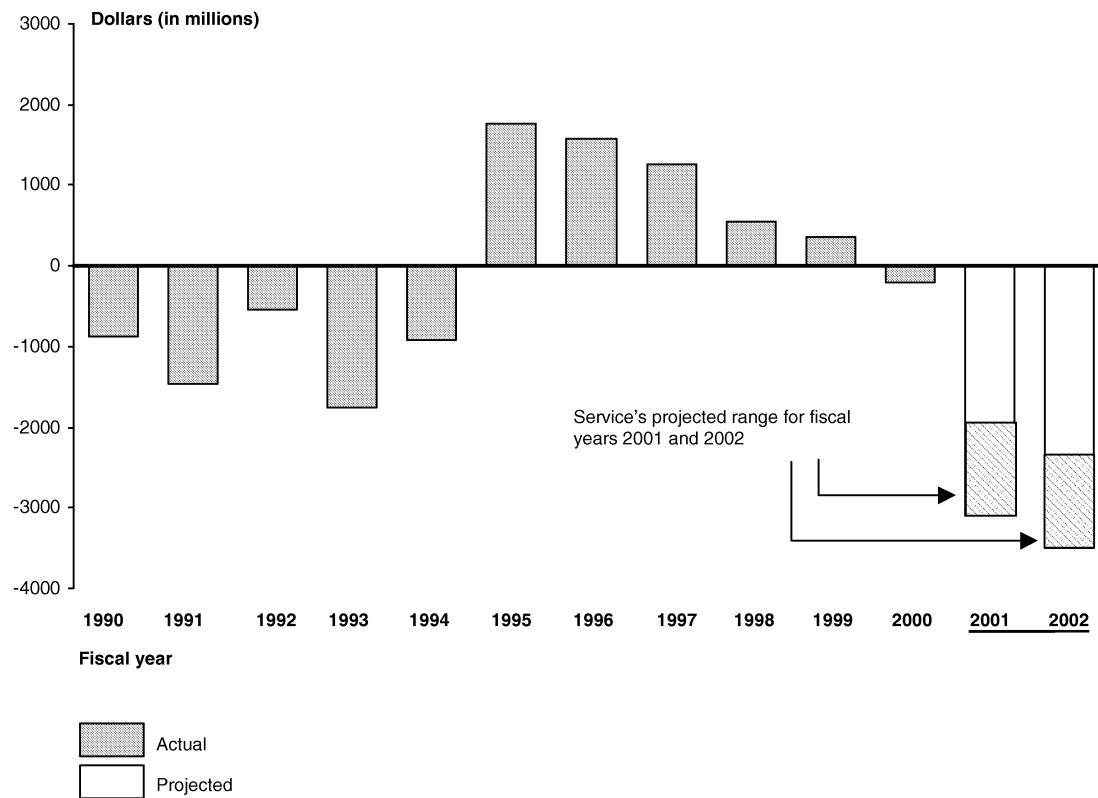 Dollars (in millions)
3000
2000
1000
0
-1000
-2000
-3000
-4000
Service's projected range for fiscal
years 2001 and 2002
1990 1991 1992 1993 1994 1995 1996 1997 1998 1999 2000 2001 2002
Fiscal year
Actual
Projected